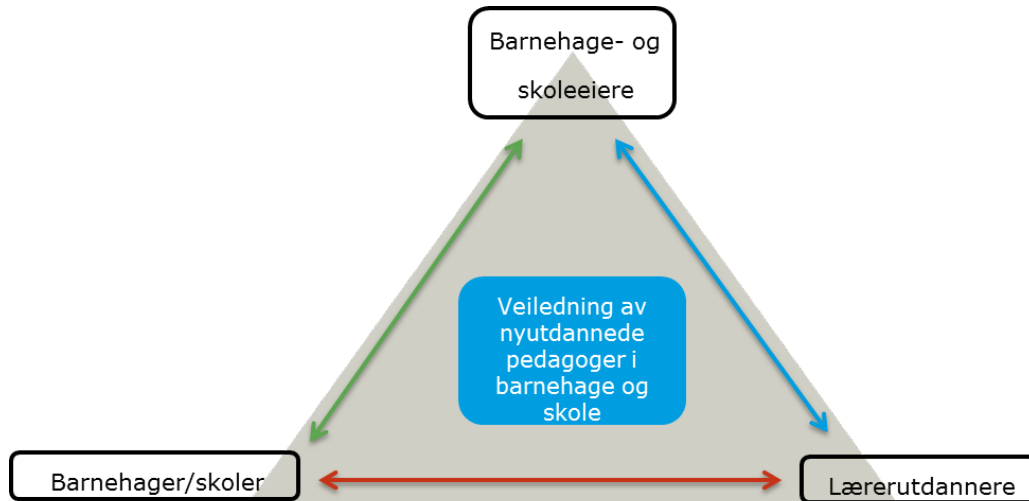 Barnehage- og
skoleeiere
Veiledning av
nyutdannede
pedagoger i
barnehage og
skole
Barnehager/skoler
Lærerutdannere